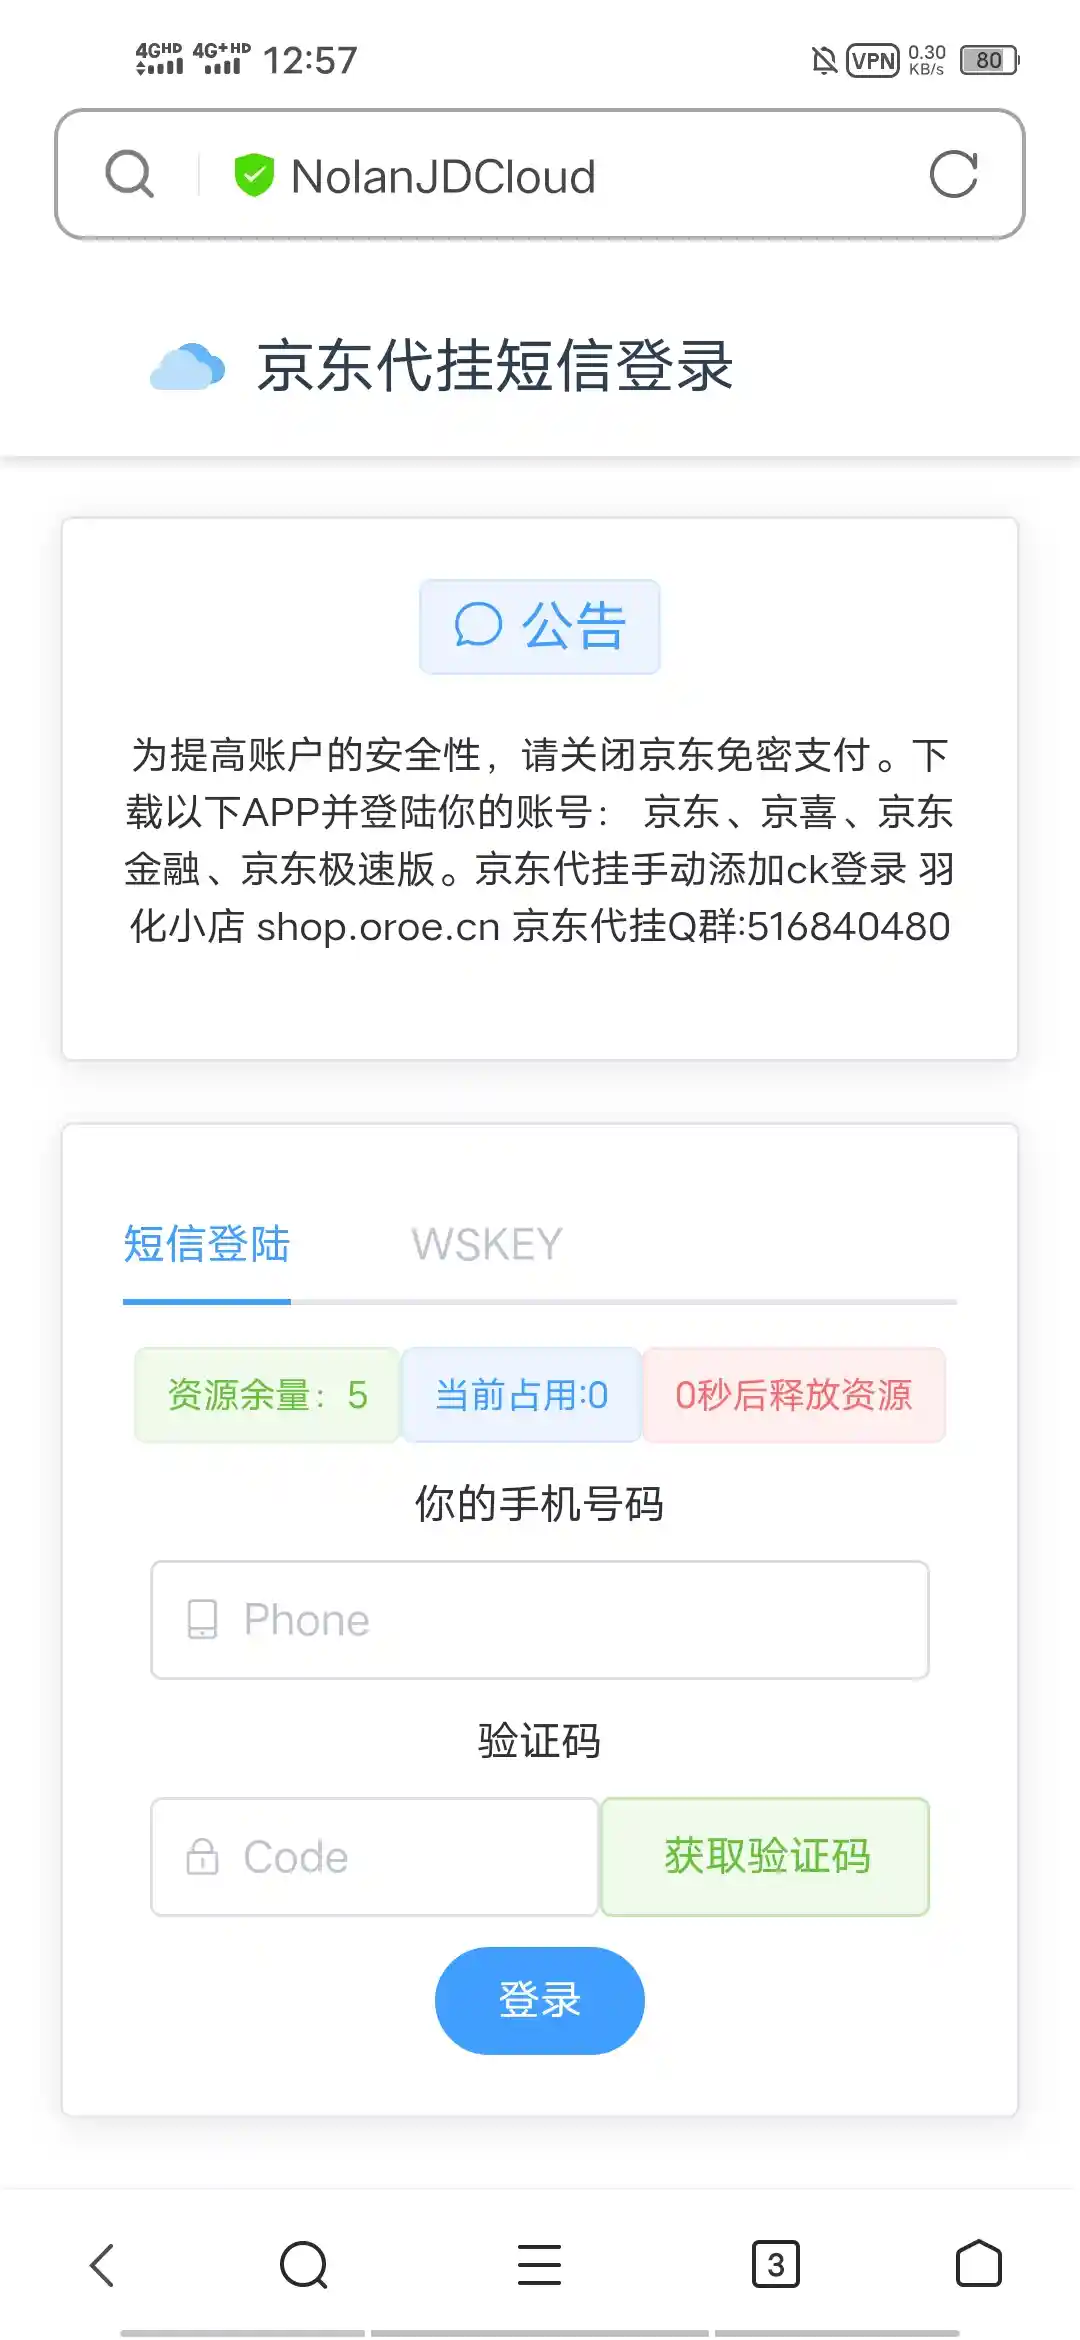 4GHD 4G+HD 12:57 VPN 0.30 KB/s 80
NolanJDCloud
京东代挂短信登录
公告
为提高账户的安全性，请关闭京东免密支付。下
载以下APP并登陆你的账号： 京东、京喜、京东
金融、京东极速版。京东代挂手动添加ck登录 羽
化小店 shop.oroe.cn 京东代挂Q群:516840480
短信登陆 WSKEY
资源余量：5 当前占用:0 0秒后释放资源
你的手机号码
Phone
验证码
Code 获取验证码
登录
3